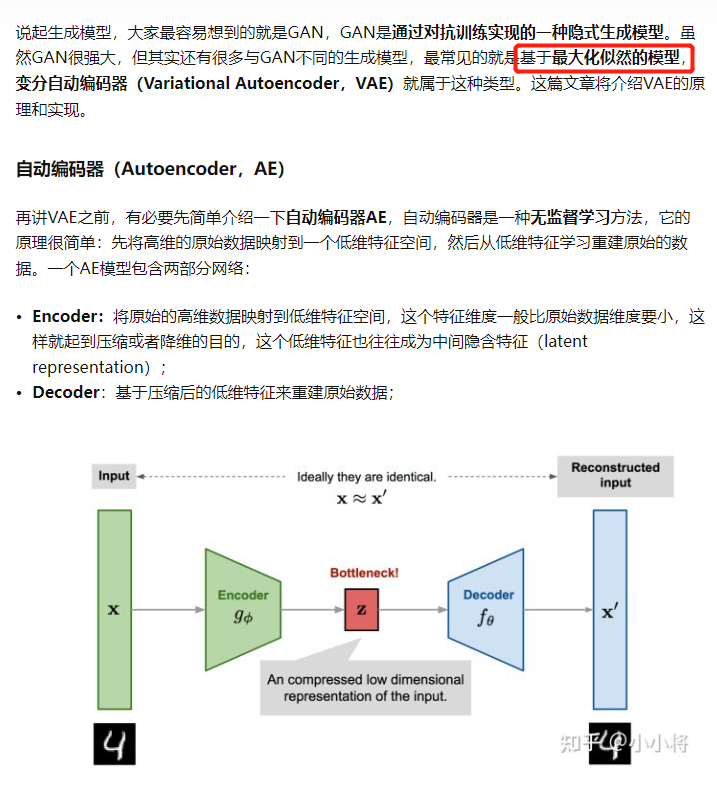 说起生成模型，大家最容易想到的就是GAN，GAN是通过对抗训练实现的一种隐式生成模型。虽
然GAN很强大，但其实还有很多与GAN不同的生成模型，最常见的就是基于最大化似然的模型，
变分自动编码器（Variational Autoencoder，VAE）就属于这种类型。这篇文章将介绍VAE的原
理和实现。
自动编码器（Autoencoder，AE）
再讲VAE之前，有必要先简单介绍一下自动编码器AE，自动编码器是一种无监督学习方法，它的
原理很简单：先将高维的原始数据映射到一个低维特征空间，然后从低维特征学习重建原始的数
据。一个AE模型包含两部分网络：
• Encoder：将原始的高维数据映射到低维特征空间，这个特征维度一般比原始数据维度要小，这
样就起到压缩或者降维的目的，这个低维特征也往往成为中间隐含特征（latent
representation）；
• Decoder：基于压缩后的低维特征来重建原始数据；
Input
Ideally they are identical.
x ≈ x′
Reconstructed
input
x
Encoder
gϕ
Bottleneck!
z
Decoder
fθ
x′
An compressed low dimensional
representation of the input.
4
4
知乎 @小小将